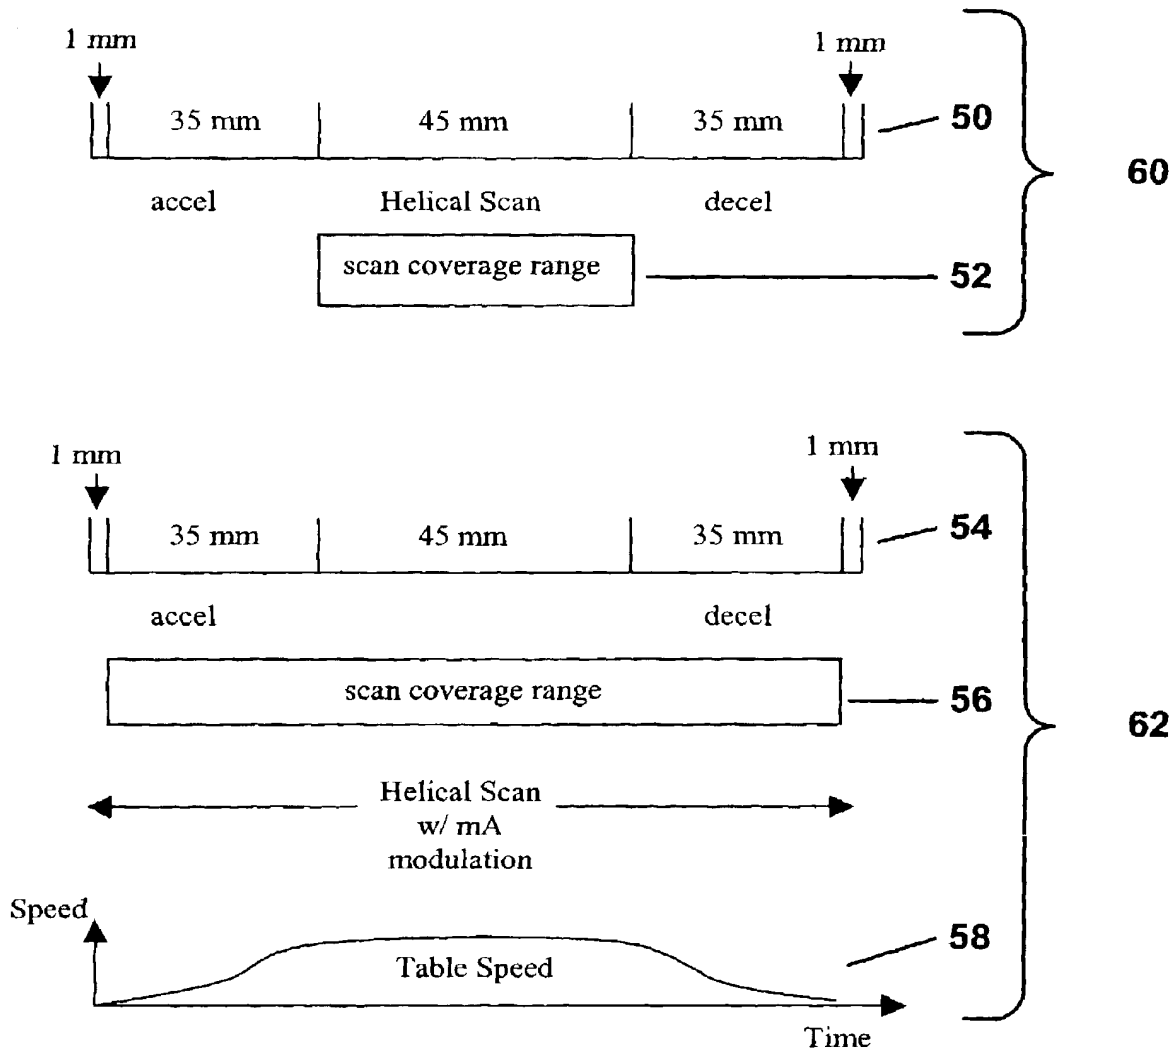 1 mm 1 mm
35 mm 45 mm 35 mm 50
60
accel Helical Scan decel
scan coverage range 52
1 mm 1 mm
35 mm 45 mm 35 mm 54
accel decel
scan coverage range 56
62
Helical Scan
w/ mA
modulation
Speed
58
Table Speed
Time